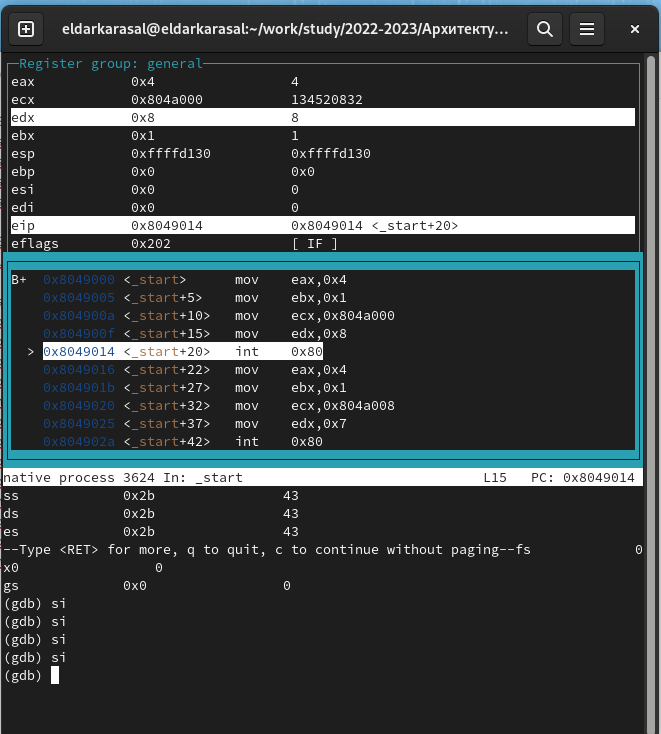 eldarkarasal@eldarkarasal:~/work/study/2022-2023/Архитекту...
Register group: general
eax 0x4 4
ecx 0x804a000 134520832
edx 0x8 8
ebx 0x1 1
esp 0xffffd130 0xffffd130
ebp 0x0 0x0
esi 0x0 0
edi 0x0 0
eip 0x8049014 0x8049014 <_start+20>
eflags 0x202 [ IF ]
B+ 0x8049000 <_start> mov eax,0x4
0x8049005 <_start+5> mov ebx,0x1
0x804900a <_start+10> mov ecx,0x804a000
0x804900f <_start+15> mov edx,0x8
> 0x8049014 <_start+20> int 0x80
0x8049016 <_start+22> mov eax,0x4
0x804901b <_start+27> mov ebx,0x1
0x8049020 <_start+32> mov ecx,0x804a008
0x8049025 <_start+37> mov edx,0x7
0x804902a <_start+42> int 0x80
native process 3624 In: _start L15 PC: 0x8049014
ss 0x2b 43
ds 0x2b 43
es 0x2b 43
--Type <RET> for more, q to quit, c to continue without paging--fs 0
x0 0
gs 0x0 0
(gdb) si
(gdb) si
(gdb) si
(gdb) si
(gdb)